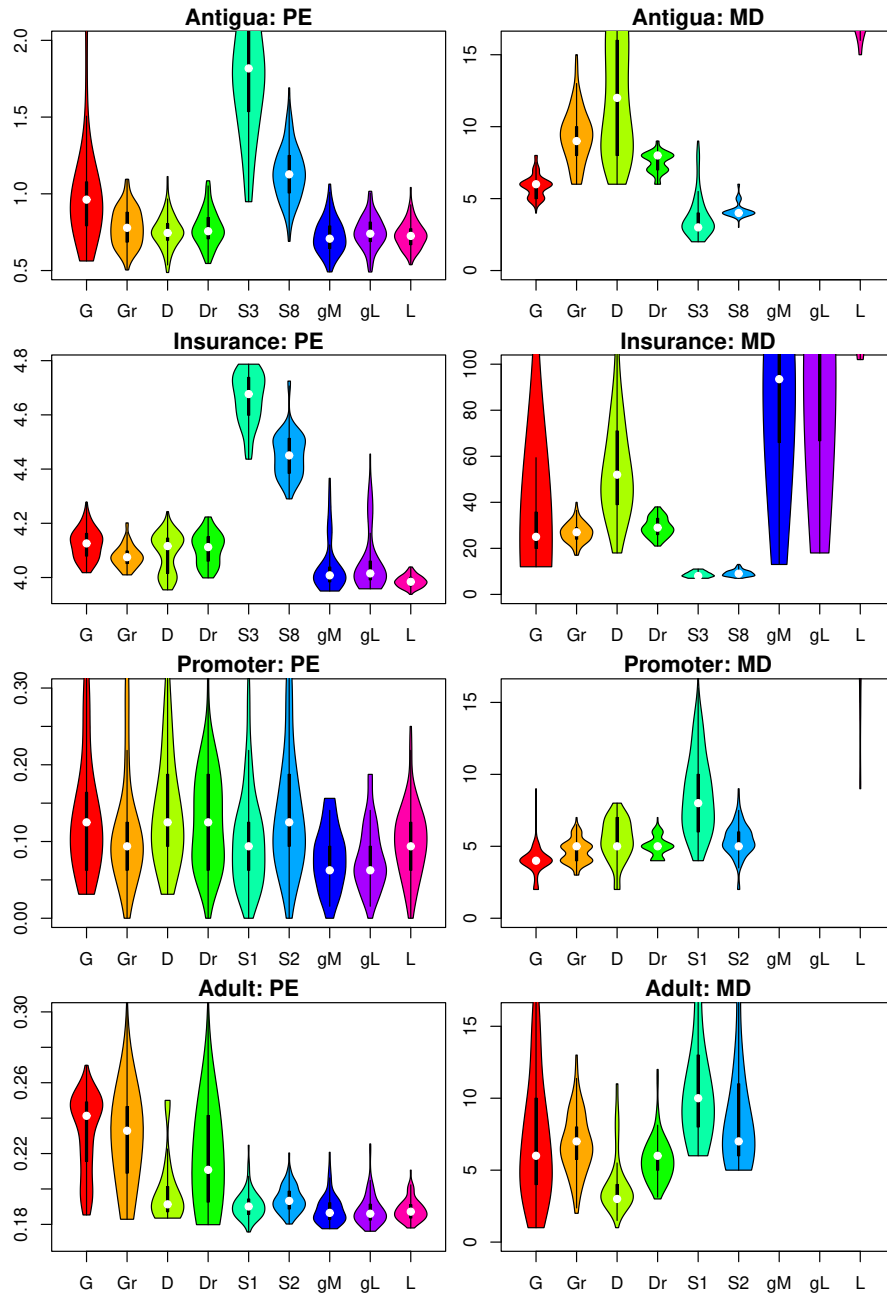 Antigua: PE
2.0
1.5
1.0
0.5
G Gr D Dr S3 S8 gM gL L
Antigua: MD
15
10
5
0
G Gr D Dr S3 S8 gM gL L
Insurance: PE
4.8
4.6
4.4
4.2
4.0
G Gr D Dr S3 S8 gM gL L
Insurance: MD
100
80
60
40
20
0
G Gr D Dr S3 S8 gM gL L
Promoter: PE
0.30
0.20
0.10
0.00
G Gr D Dr S1 S2 gM gL L
Promoter: MD
15
10
5
0
G Gr D Dr S1 S2 gM gL L
Adult: PE
0.30
0.26
0.22
0.18
G Gr D Dr S1 S2 gM gL L
Adult: MD
15
10
5
0
G Gr D Dr S1 S2 gM gL L